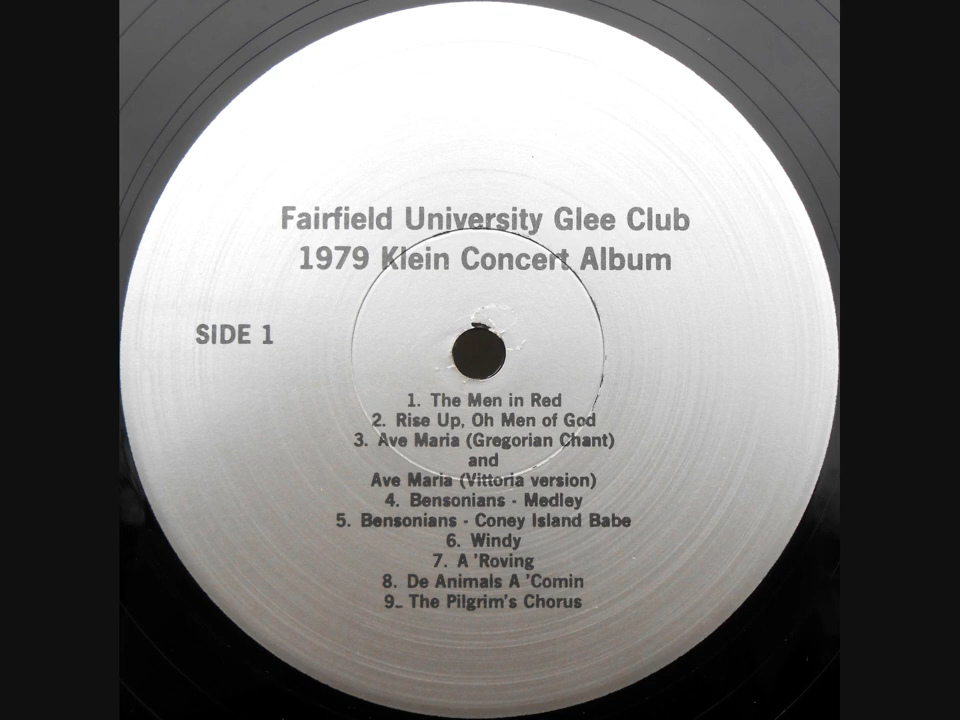 Fairfield University Glee Club
1979 Klein Concert Album
SIDE 1
1. The Men in Red
2. Rise Up, Oh Men of God
3. Ave Maria (Gregorian Chant)
and
Ave Maria (Vittoria version)
4. Bensonians - Medley
5. Bensonians - Coney Island Babe
6. Windy
7. A 'Roving
8. De Animals A 'Comin
9.. The Pilgrim's Chorus